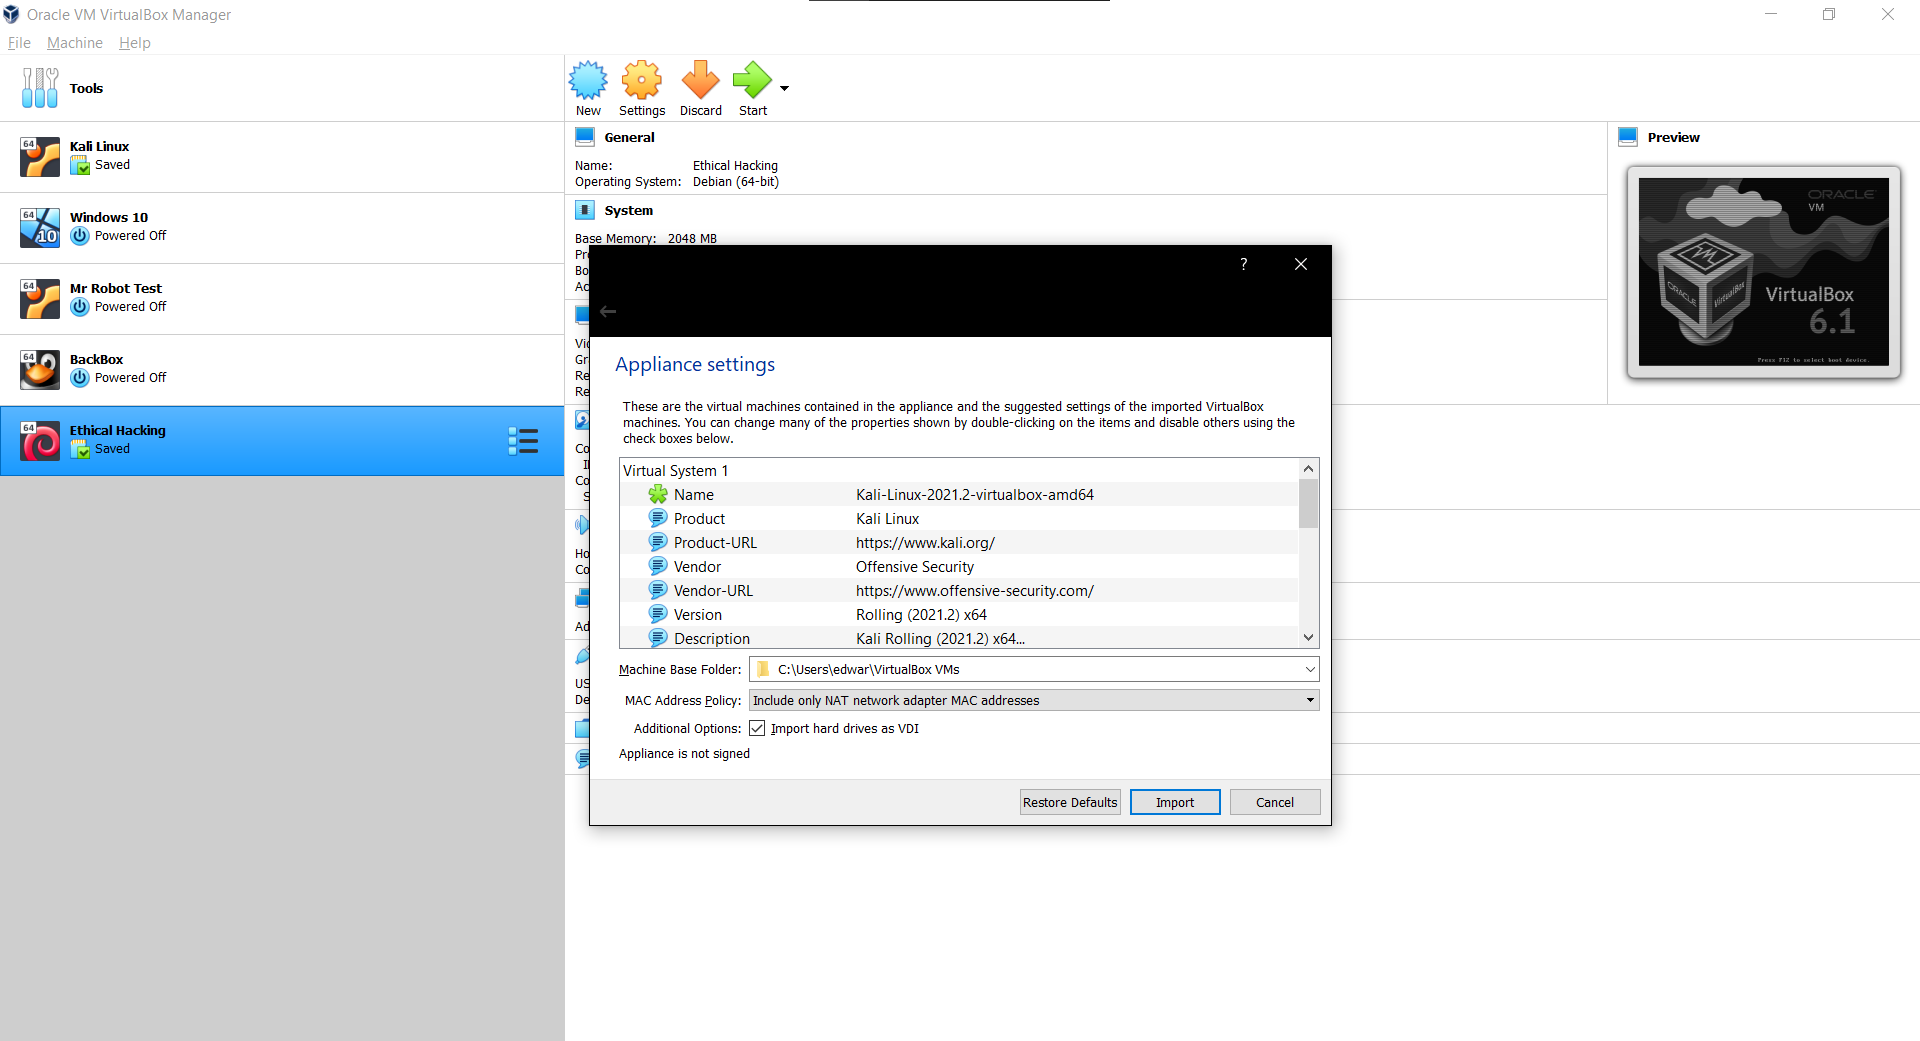 Oracle VM VirtualBox Manager
File Machine Help
Tools
New Settings Discard Start
64 Kali Linux
Saved
64 10 Windows 10
Powered Off
64 Mr Robot Test
Powered Off
64 BackBox
Powered Off
64 Ethical Hacking
Saved
General
Name: Ethical Hacking
Operating System: Debian (64-bit)
System
Base Memory: 2048 MB
Pr
Bo
Ac
Vi
Gr
Re
Re
Co
Co
S
Ho
Co
Ad
US
De
Preview
ORACLE
VM
ORACLE
VirtualBox
VirtualBox
6.1
Press F12 to select boot device.
?
Appliance settings
These are the virtual machines contained in the appliance and the suggested settings of the imported VirtualBox
machines. You can change many of the properties shown by double-clicking on the items and disable others using the
check boxes below.
Virtual System 1
Name Kali-Linux-2021.2-virtualbox-amd64
Product Kali Linux
Product-URL https://www.kali.org/
Vendor Offensive Security
Vendor-URL https://www.offensive-security.com/
Version Rolling (2021.2) x64
Description Kali Rolling (2021.2) x64...
Machine Base Folder: C:\Users\edwar\VirtualBox VMs
MAC Address Policy: Include only NAT network adapter MAC addresses
Additional Options: Import hard drives as VDI
Appliance is not signed
Restore Defaults Import Cancel